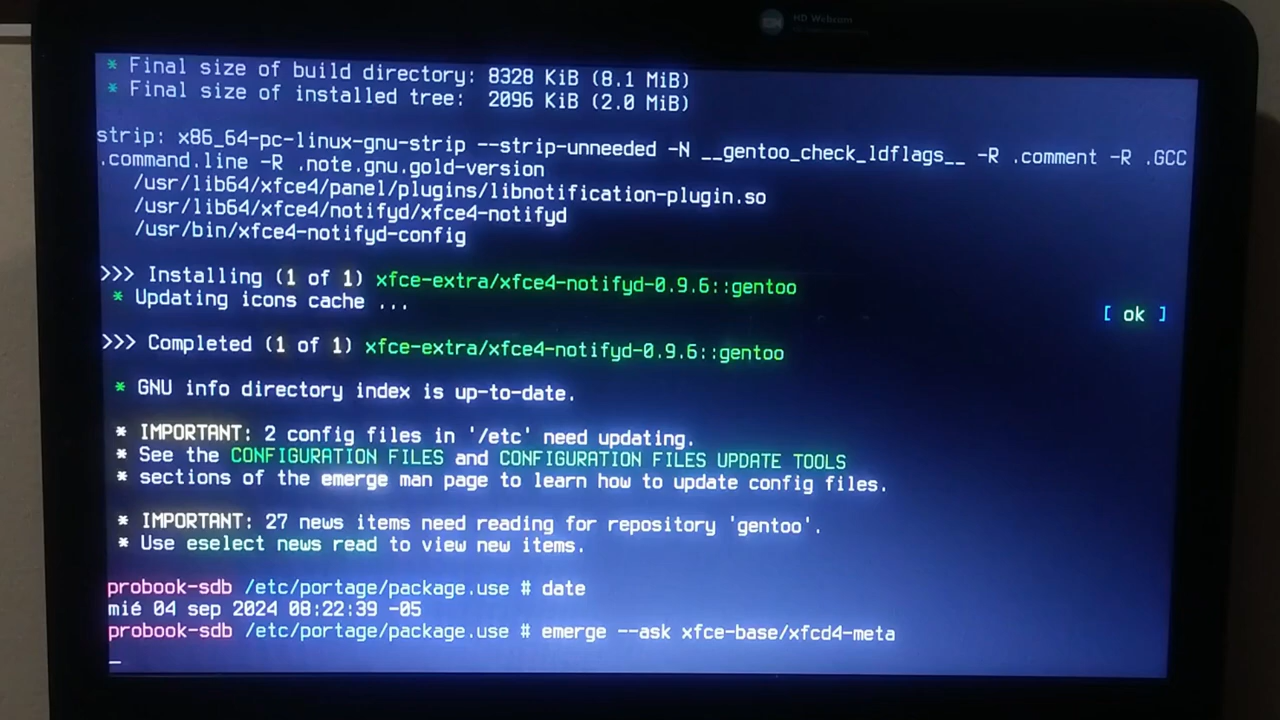 HD Webcam
* Final size of build directory: 8328 KiB (8.1 MiB)
* Final size of installed tree:  2096 KiB (2.0 MiB)
strip: x86_64-pc-linux-gnu-strip --strip-unneeded -N __gentoo_check_ldflags__ -R .comment -R .GCC
.command.line -R .note.gnu.gold-version
/usr/lib64/xfce4/panel/plugins/libnotification-plugin.so
/usr/lib64/xfce4/notifyd/xfce4-notifyd
/usr/bin/xfce4-notifyd-config
>>> Installing (1 of 1) xfce-extra/xfce4-notifyd-0.9.6::gentoo
* Updating icons cache ... [ ok ]
>>> Completed (1 of 1) xfce-extra/xfce4-notifyd-0.9.6::gentoo
* GNU info directory index is up-to-date.
* IMPORTANT: 2 config files in '/etc' need updating.
* See the CONFIGURATION FILES and CONFIGURATION FILES UPDATE TOOLS
* sections of the emerge man page to learn how to update config files.
* IMPORTANT: 27 news items need reading for repository 'gentoo'.
* Use eselect news read to view new items.
probook-sdb /etc/portage/package.use # date
mié 04 sep 2024 08:22:39 -05
probook-sdb /etc/portage/package.use # emerge --ask xfce-base/xfcd4-meta
_